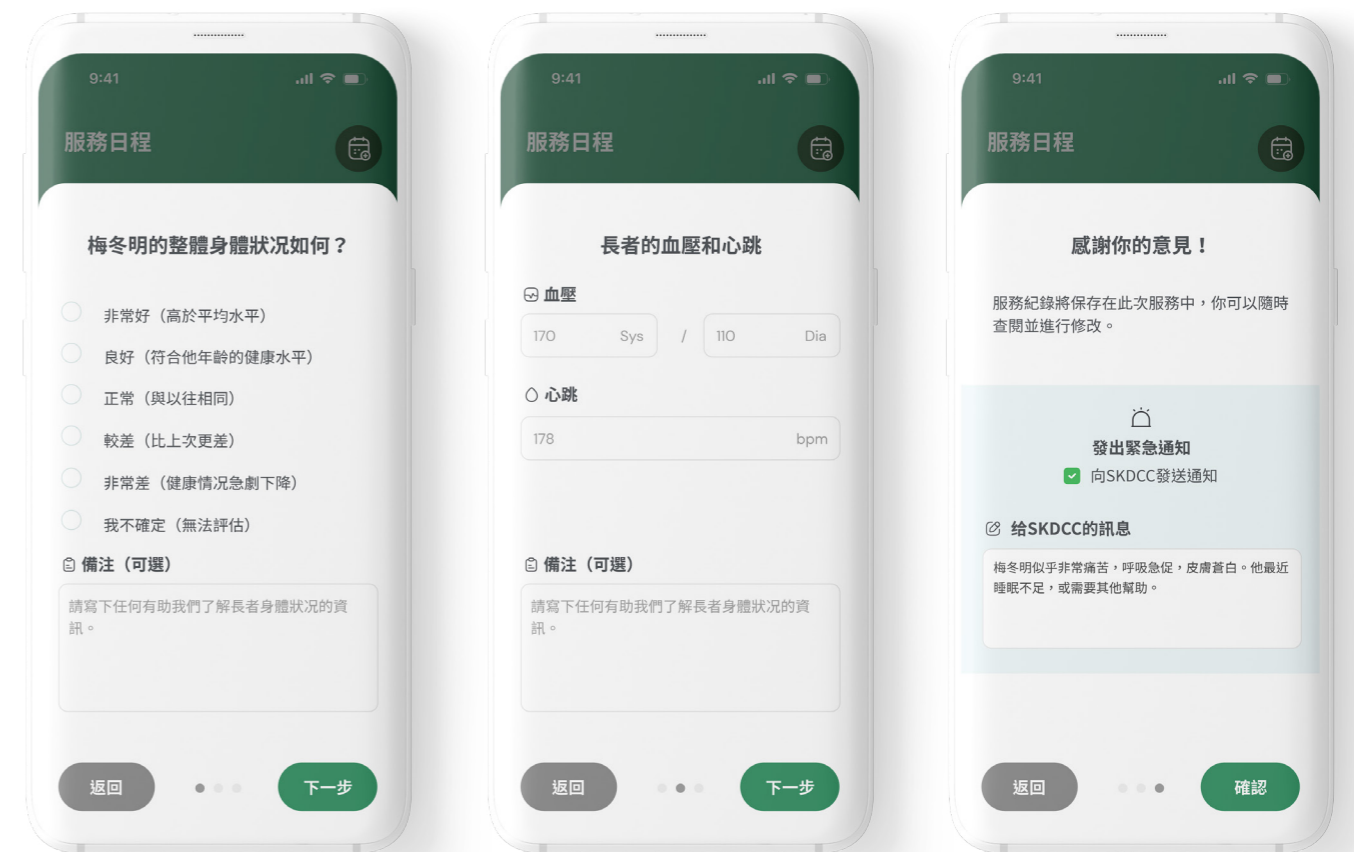 9:41
服務日程
梅冬明的整體身體狀况如何？
非常好（高於平均水平）
良好（符合他年齡的健康水平）
正常（與以往相同）
較差（比上次更差）
非常差（健康情况急劇下降）
我不確定（無法評估）
備注（可選）
請寫下任何有助我們了解長者身體狀况的資
訊。
返回
下一步
9:41
服務日程
長者的血壓和心跳
血壓
170 Sys / 110 Dia
心跳
178 bpm
備注（可選）
請寫下任何有助我們了解長者身體狀况的資
訊。
返回
下一步
9:41
服務日程
感謝你的意見！
服務紀錄將保存在此次服務中，你可以隨時
查閱並進行修改。
發出緊急通知
向SKDCC發送通知
给SKDCC的訊息
梅冬明似乎非常痛苦，呼吸急促，皮膚蒼白。他最近
睡眠不足，或需要其他幫助。
返回
確認